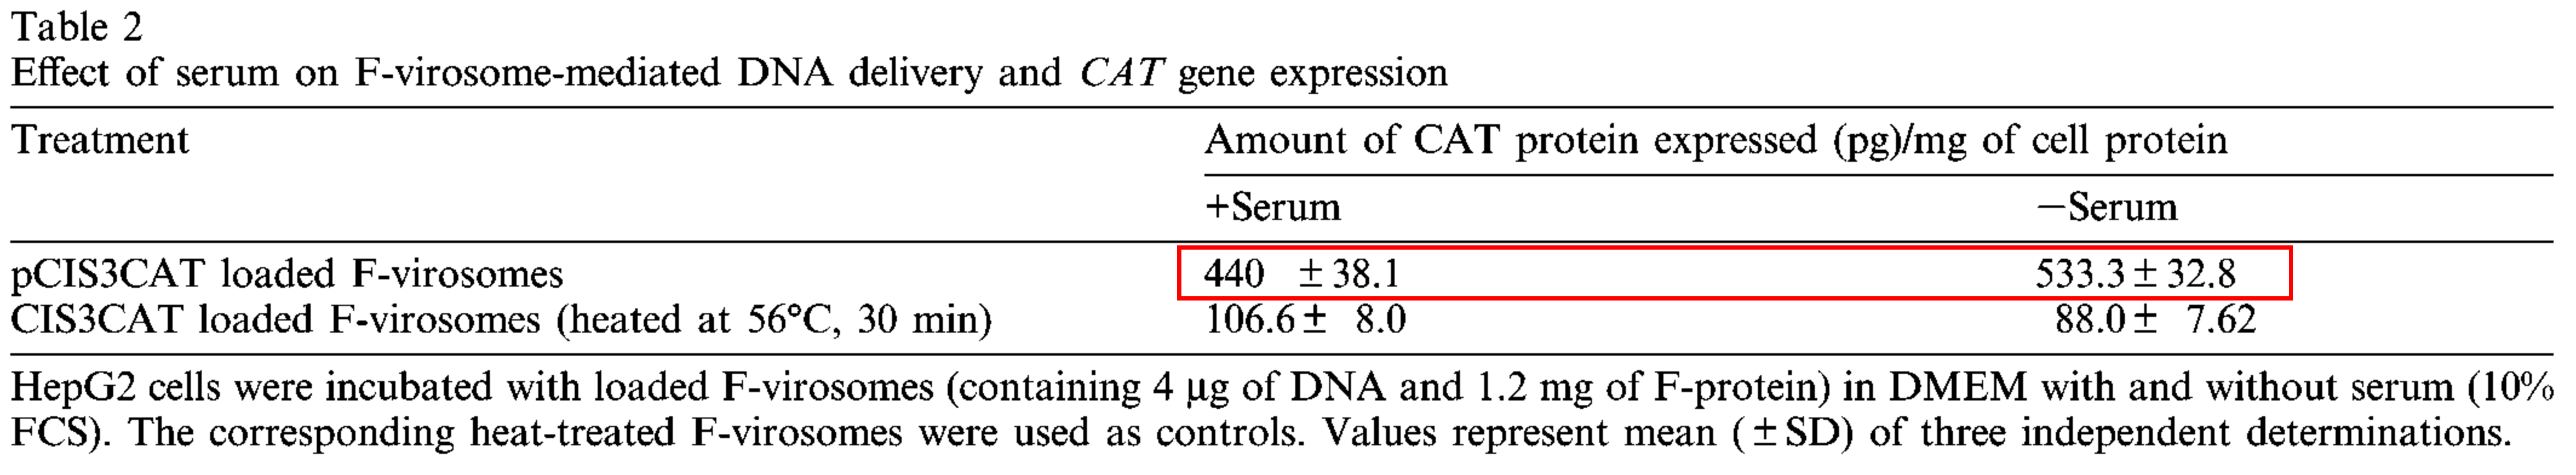 Table 2
Effect of serum on F-virosome-mediated DNA delivery and CAT gene expression
Treatment Amount of CAT protein expressed (pg)/mg of cell protein
+Serum −Serum
pCIS3CAT loaded F-virosomes 440 ±38.1 533.3±32.8
CIS3CAT loaded F-virosomes (heated at 56°C, 30 min) 106.6± 8.0 88.0± 7.62
HepG2 cells were incubated with loaded F-virosomes (containing 4 μg of DNA and 1.2 mg of F-protein) in DMEM with and without serum (10%
FCS). The corresponding heat-treated F-virosomes were used as controls. Values represent mean (±SD) of three independent determinations.